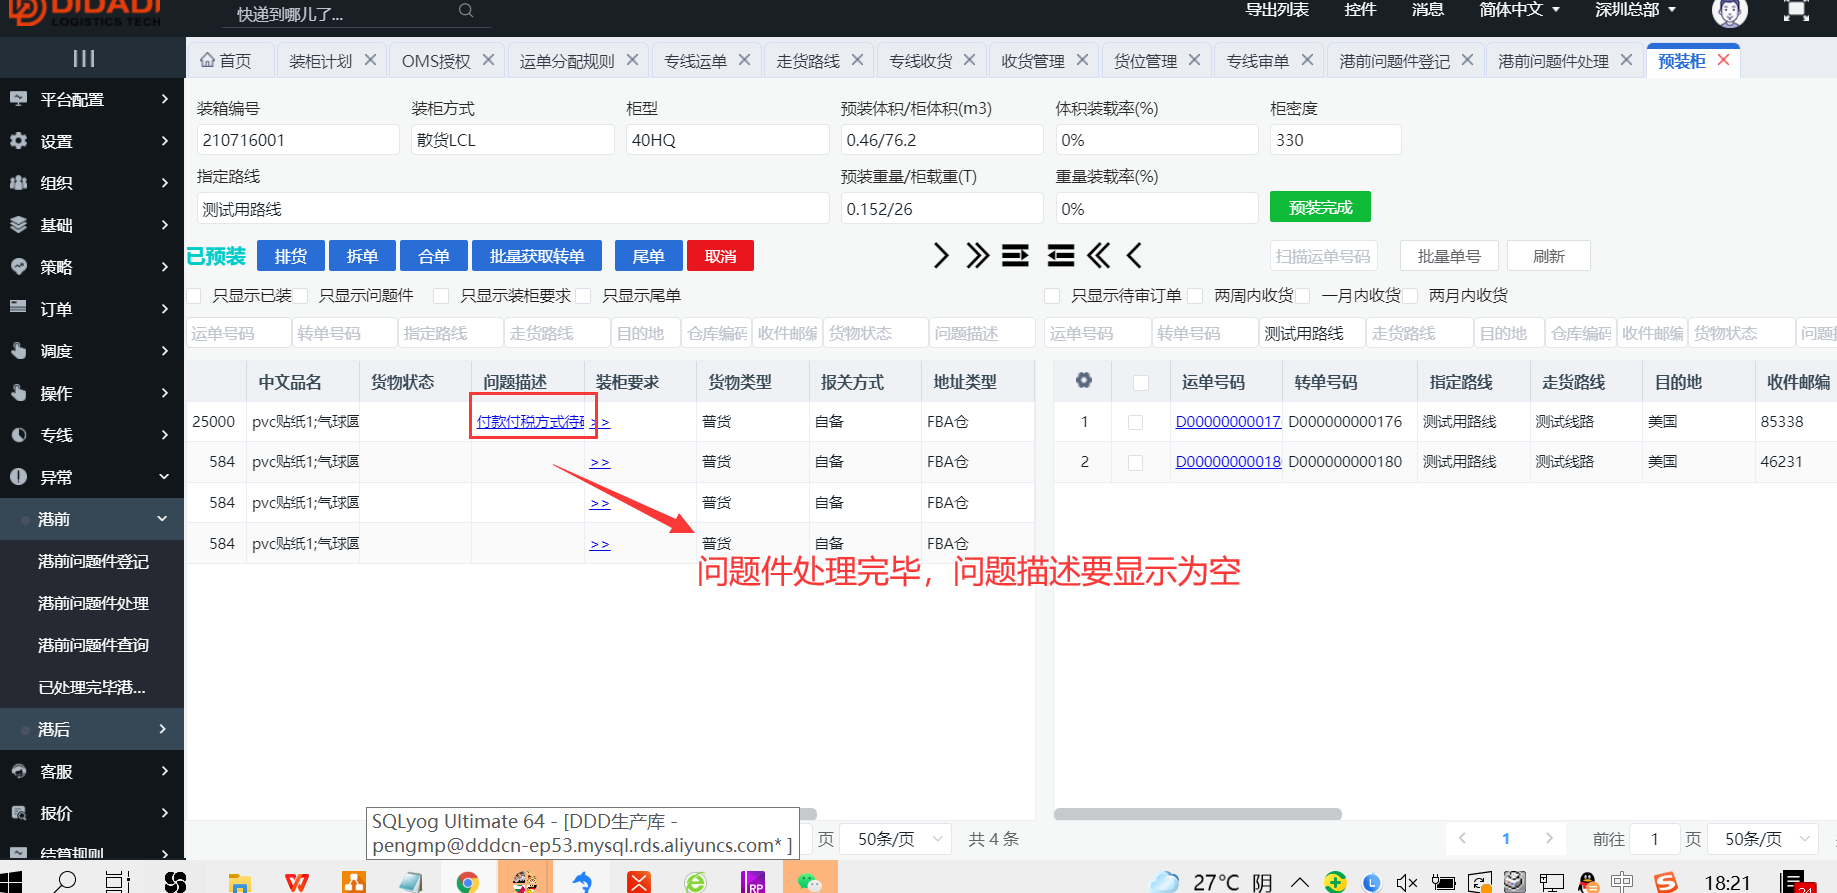 DIDADI
LOGISTICS TECH
快递到哪儿了...
导出列表 控件 消息 简体中文 深圳总部
首页 装柜计划 OMS授权 运单分配规则 专线运单 走货路线 专线收货 收货管理 货位管理 专线审单 港前问题件登记 港前问题件处理 预装柜
平台配置
设置
组织
基础
策略
订单
调度
操作
专线
异常
港前
港前问题件登记
港前问题件处理
港前问题件查询
已处理完毕港...
港后
客服
报价
结算规则
装箱编号 装柜方式 柜型 预装体积/柜体积(m3) 体积装载率(%) 柜密度
210716001 散货LCL 40HQ 0.46/76.2 0% 330
指定路线 预装重量/柜载重(T) 重量装载率(%)
测试用路线 0.152/26 0% 预装完成
已预装 排货 拆单 合单 批量获取转单 尾单 取消 扫描运单号码 批量单号 刷新
只显示已装 只显示问题件 只显示装柜要求 只显示尾单 只显示待审订单 两周内收货 一月内收货 两月内收货
运单号码 转单号码 指定路线 走货路线 目的地 仓库编码 收件邮编 货物状态 问题描述 运单号码 转单号码 测试用路线 走货路线 目的地 仓库编码 收件邮编 货物状态
中文品名 货物状态 问题描述 装柜要求 货物类型 报关方式 地址类型 运单号码 转单号码 指定路线 走货路线 目的地 收件邮编
25000 pvc贴纸1;气球 付款付税方式待 >> 普货 自备 FBA仓 1 D00000000017 D000000000176 测试用路线 测试线路 美国 85338
584 pvc贴纸1;气球 >> 普货 自备 FBA仓 2 D00000000018 D000000000180 测试用路线 测试线路 美国 46231
584 pvc贴纸1;气球 >> 普货 自备 FBA仓
584 pvc贴纸1;气球 >> 普货 自备 FBA仓
问题件处理完毕，问题描述要显示为空
SQLyog Ultimate 64 - [DDD生产库 -
pengmp@dddcn-ep53.mysql.rds.aliyuncs.com* ]
页 50条/页 共 4 条 1 前往 1 页 50条/页
27℃ 阴 中 18:21 24